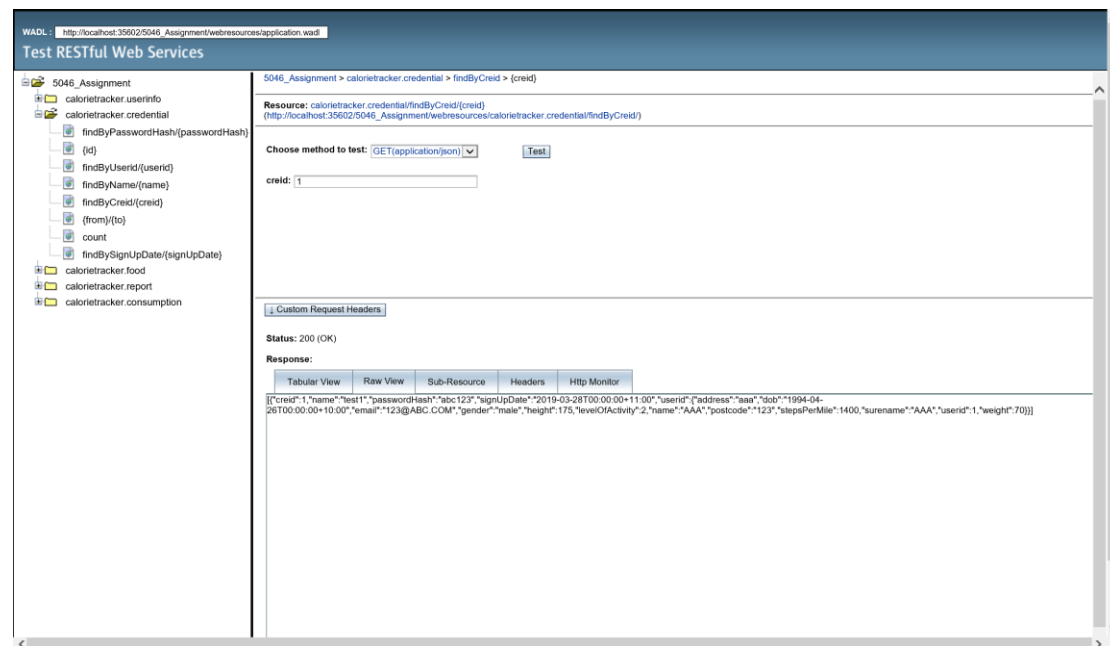 WADL : http://localhost:35602/5046_Assignment/webresources/application.wadl
Test RESTful Web Services
5046_Assignment
calorietracker.userinfo
calorietracker.credential
findByPasswordHash/{passwordHash}
{id}
findByUserid/{userid}
findByName/{name}
findByCreid/{creid}
{from}/{to}
count
findBySignUpDate/{signUpDate}
calorietracker.food
calorietracker.report
calorietracker.consumption
5046_Assignment > calorietracker.credential > findByCreid > {creid}
Resource: calorietracker.credential/findByCreid/{creid}
(http://localhost:35602/5046_Assignment/webresources/calorietracker.credential/findByCreid/)
Choose method to test: GET(application/json) Test
creid: 1
↓ Custom Request Headers
Status: 200 (OK)
Response:
Tabular View Raw View Sub-Resource Headers Http Monitor
[{"creid":1,"name":"test1","passwordHash":"abc123","signUpDate":"2019-03-28T00:00:00+11:00","userid":{"address":"aaa","dob":"1994-04-
26T00:00:00+10:00","email":"123@ABC.COM","gender":"male","height":175,"levelOfActivity":2,"name":"AAA","postcode":"123","stepsPerMile":1400,"surename":"AAA","userid":1,"weight":70}}]